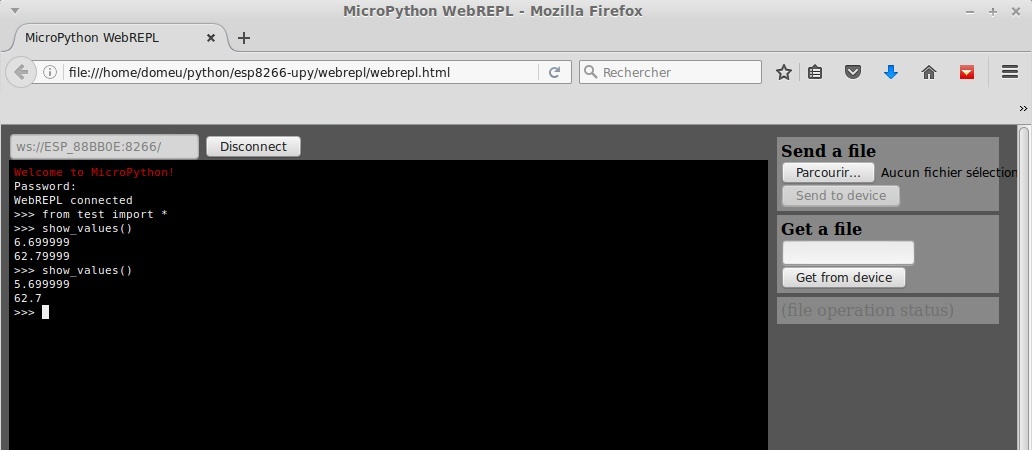 MicroPython WebREPL - Mozilla Firefox
MicroPython WebREPL
file:///home/domeu/python/esp8266-upy/webrepl/webrepl.html
Rechercher
ws://ESP_88BB0E:8266/
Disconnect
Welcome to MicroPython!
Password:
WebREPL connected
>>> from test import *
>>> show_values()
6.699999
62.79999
>>> show_values()
5.699999
62.7
>>>
Send a file
Parcourir... Aucun fichier sélection
Send to device
Get a file
Get from device
(file operation status)